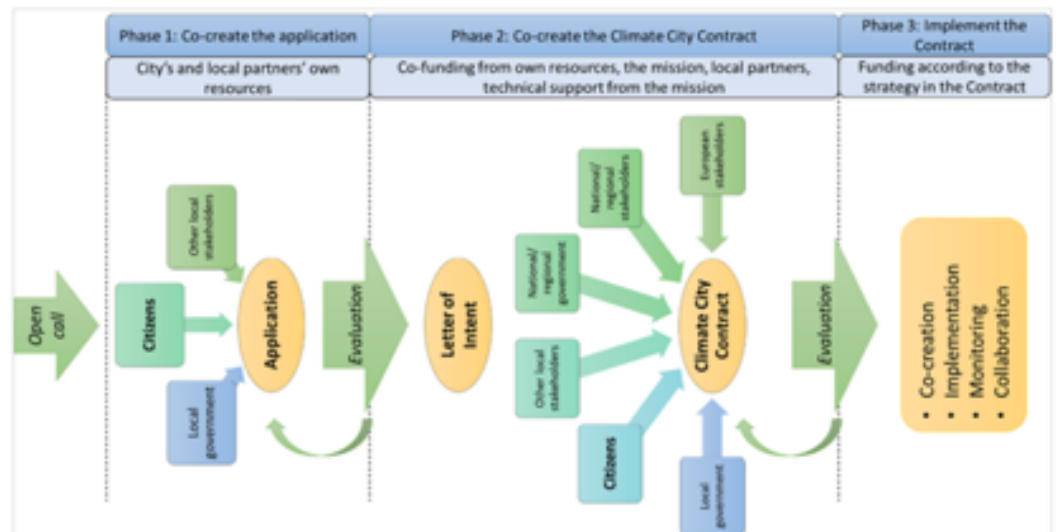 Phase 1: Co-create the application
City's and local partners' own
resources
Phase 2: Co-create the Climate City Contract
Co-funding from own resources, the mission, local partners,
technical support from the mission
Phase 3: Implement the
Contract
Funding according to the
strategy in the Contract
Open
call
Other local
stakeholders
Citizens
Local
government
Application
Evaluation
Letter of
Intent
European
stakeholders
National/
regional
stakeholders
National/
regional
government
Other local
stakeholders
Citizens
Local
government
Climate City
Contract
Evaluation
• Co-creation
• Implementation
• Monitoring
• Collaboration